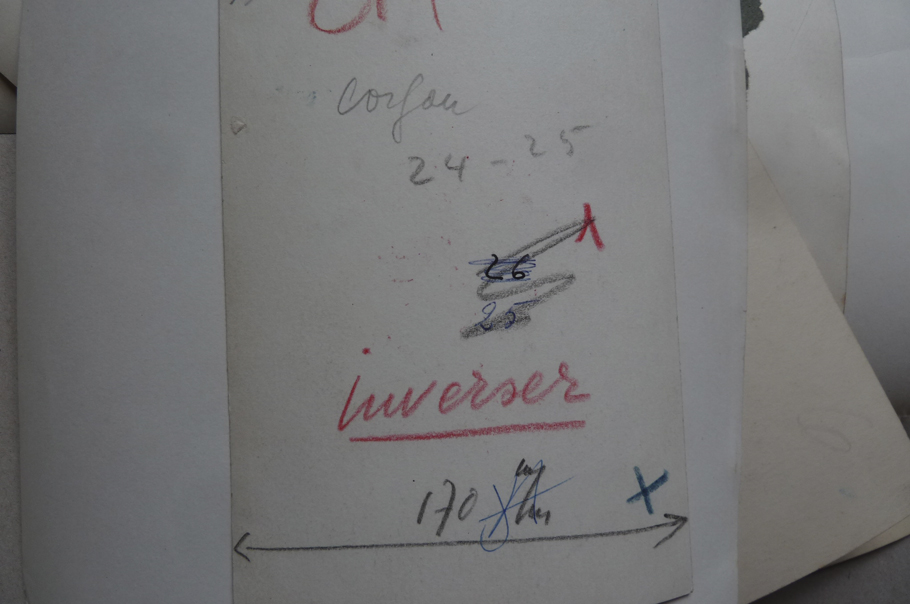 Corfou
24-25
26
25
inverser
170 m/m
X